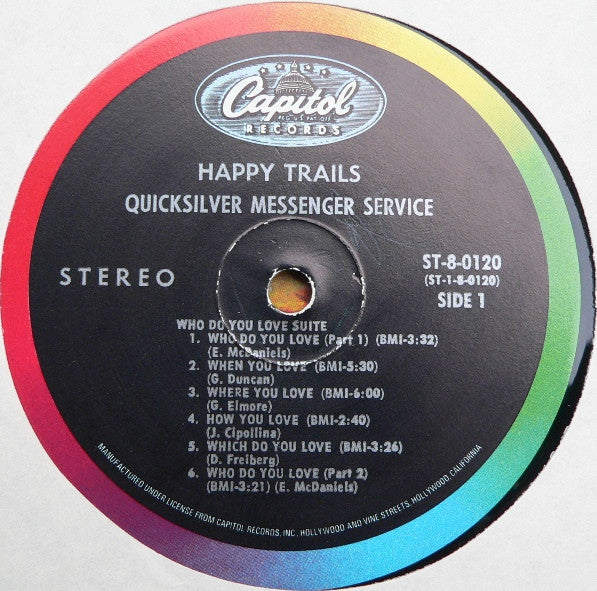 Capitol
REG. U.S. PAT. OFF.
RECORDS
HAPPY TRAILS
QUICKSILVER MESSENGER SERVICE
STEREO
ST-8-0120
(ST-1-8-0120)
SIDE 1
WHO DO YOU LOVE SUITE
1. WHO DO YOU LOVE (Part 1) (BMI-3:32)
(E. McDaniels)
2. WHEN YOU LOVE (BMI-5:30)
(G. Duncan)
3. WHERE YOU LOVE (BMI-6:00)
(G. Elmore)
4. HOW YOU LOVE (BMI-2:40)
(J. Cipollina)
5. WHICH DO YOU LOVE (BMI-3:26)
(D. Freiberg)
6. WHO DO YOU LOVE (Part 2)
(BMI-3:21) (E. McDaniels)
MANUFACTURED UNDER LICENSE FROM CAPITOL RECORDS, INC., HOLLYWOOD AND VINE STREETS, HOLLYWOOD, CALIFORNIA